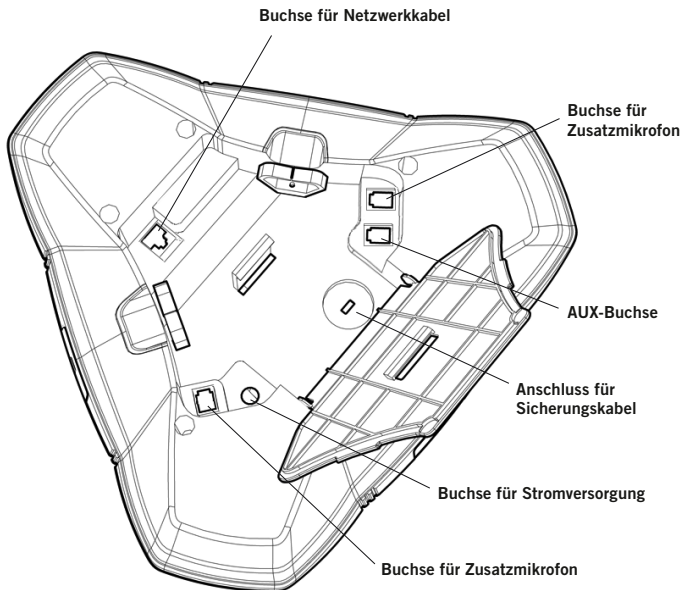 Buchse für Netzwerkkabel
Buchse für
Zusatzmikrofon
AUX-Buchse
Anschluss für
Sicherungskabel
Buchse für Stromversorgung
Buchse für Zusatzmikrofon